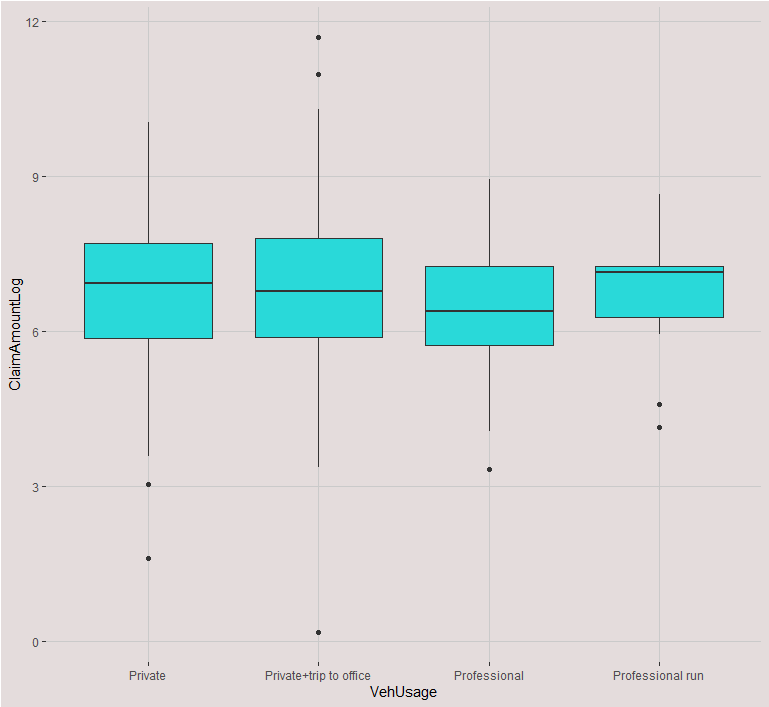 12
9
6
3
0
ClaimAmountLog
Private
Private+trip to office
Professional
Professional run
VehUsage